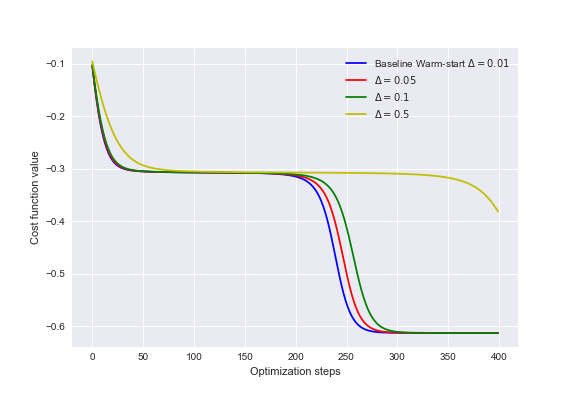 −0.1
−0.2
−0.3
−0.4
−0.5
−0.6
Cost function value
Baseline Warm-start Δ = 0.01
Δ = 0.05
Δ = 0.1
Δ = 0.5
0 50 100 150 200 250 300 350 400
Optimization steps